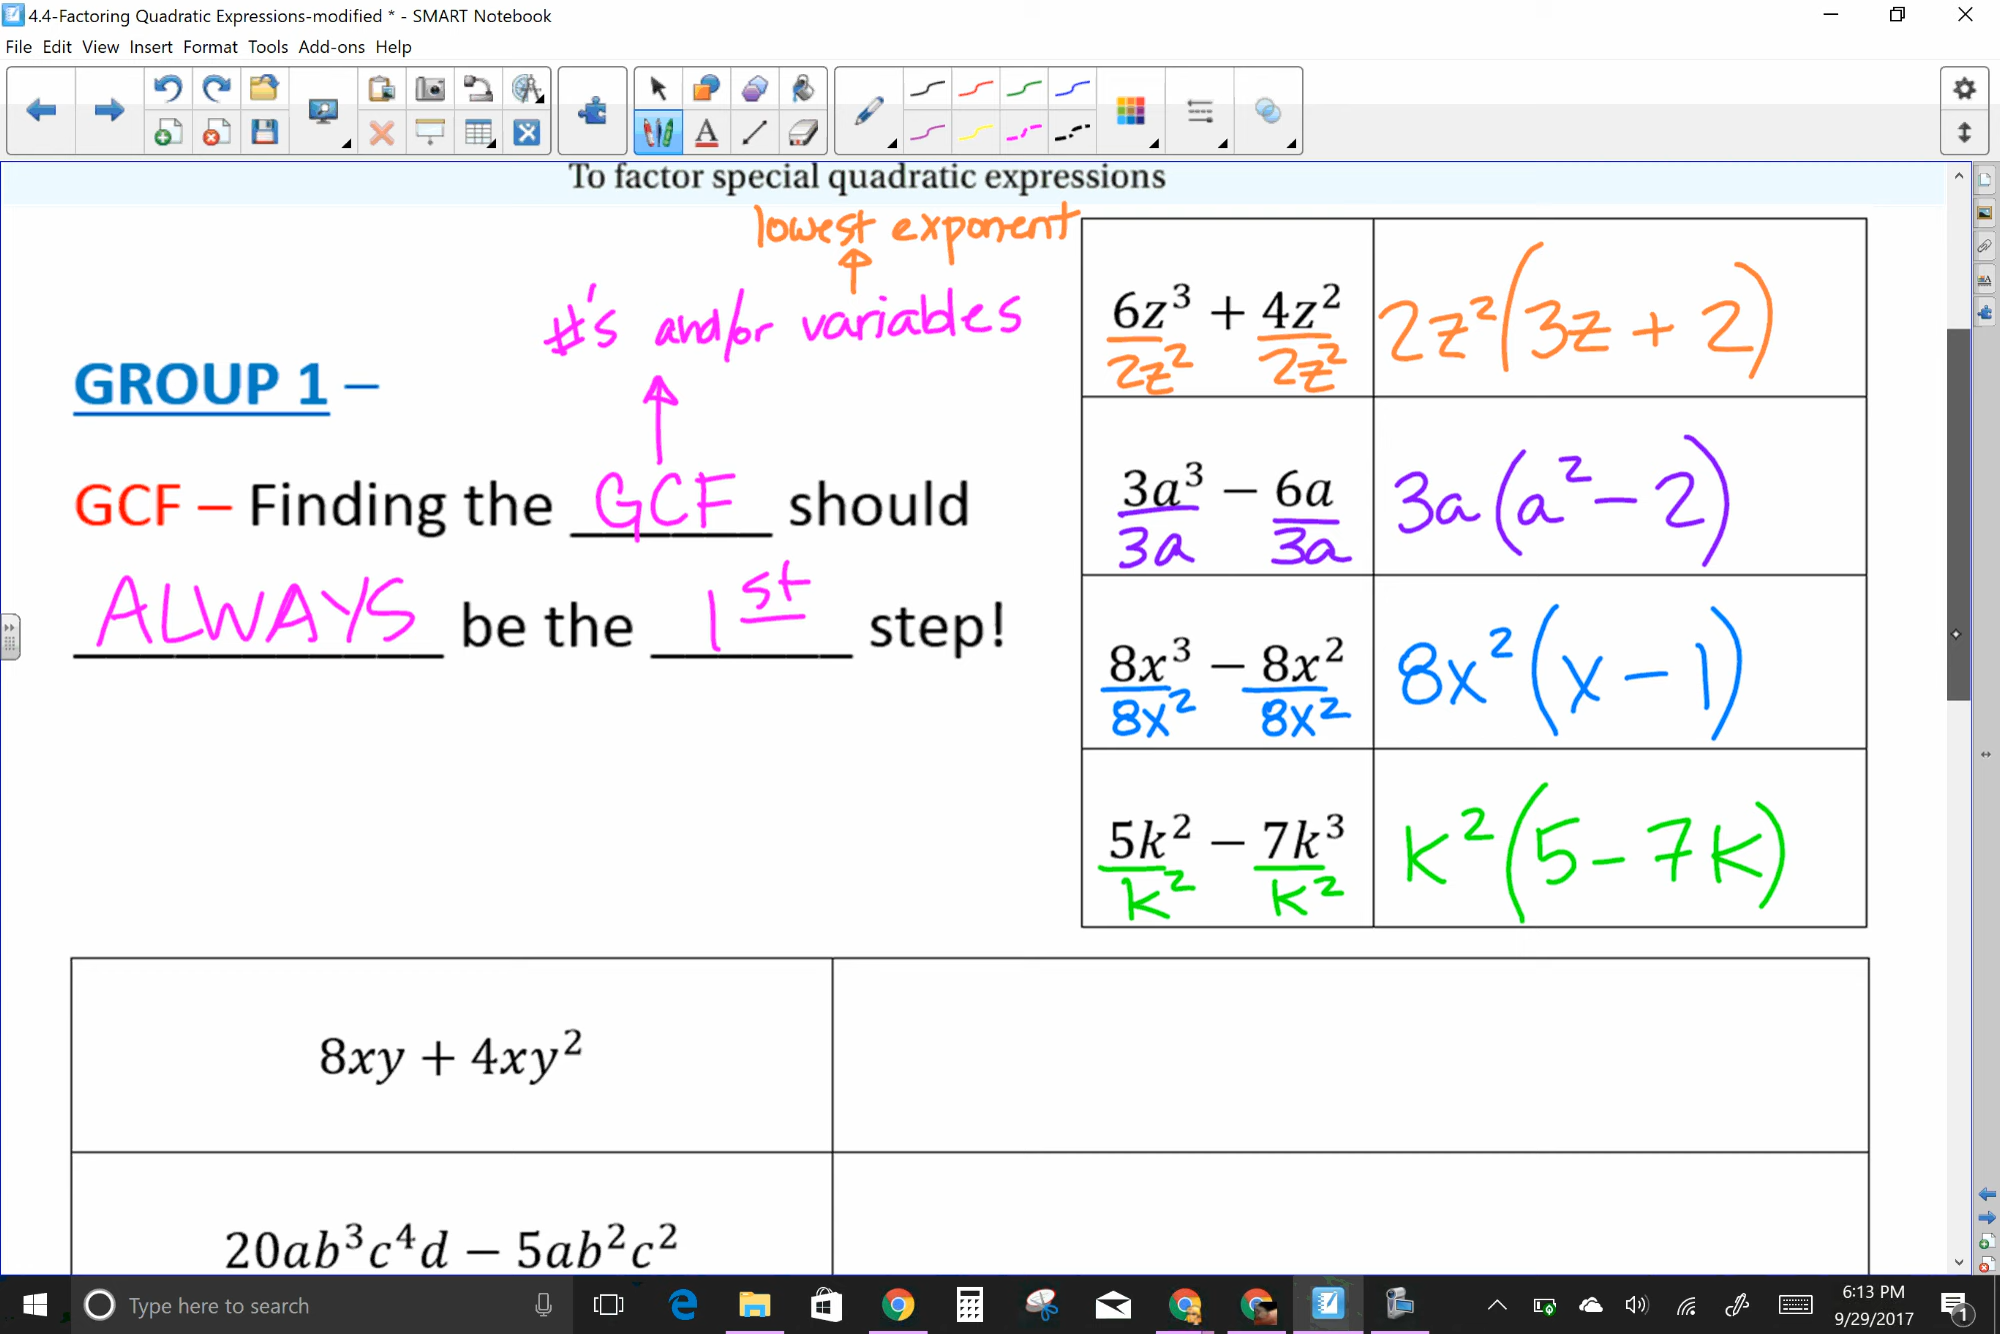 4.4-Factoring Quadratic Expressions-modified * - SMART Notebook
File Edit View Insert Format Tools Add-ons Help
To factor special quadratic expressions
lowest exponent
#'s and/or variables
GROUP 1 –
GCF – Finding the GCF should
ALWAYS be the 1st step!
6z³ + 4z² 2z²(3z + 2)
2z² 2z²
3a³ – 6a 3a(a² – 2)
3a 3a
8x³ – 8x² 8x²(x – 1)
8x² 8x²
5k² – 7k³ k²(5 – 7k)
k² k²
8xy + 4xy²
20ab³c⁴d – 5ab²c²
Type here to search
6:13 PM
9/29/2017
1